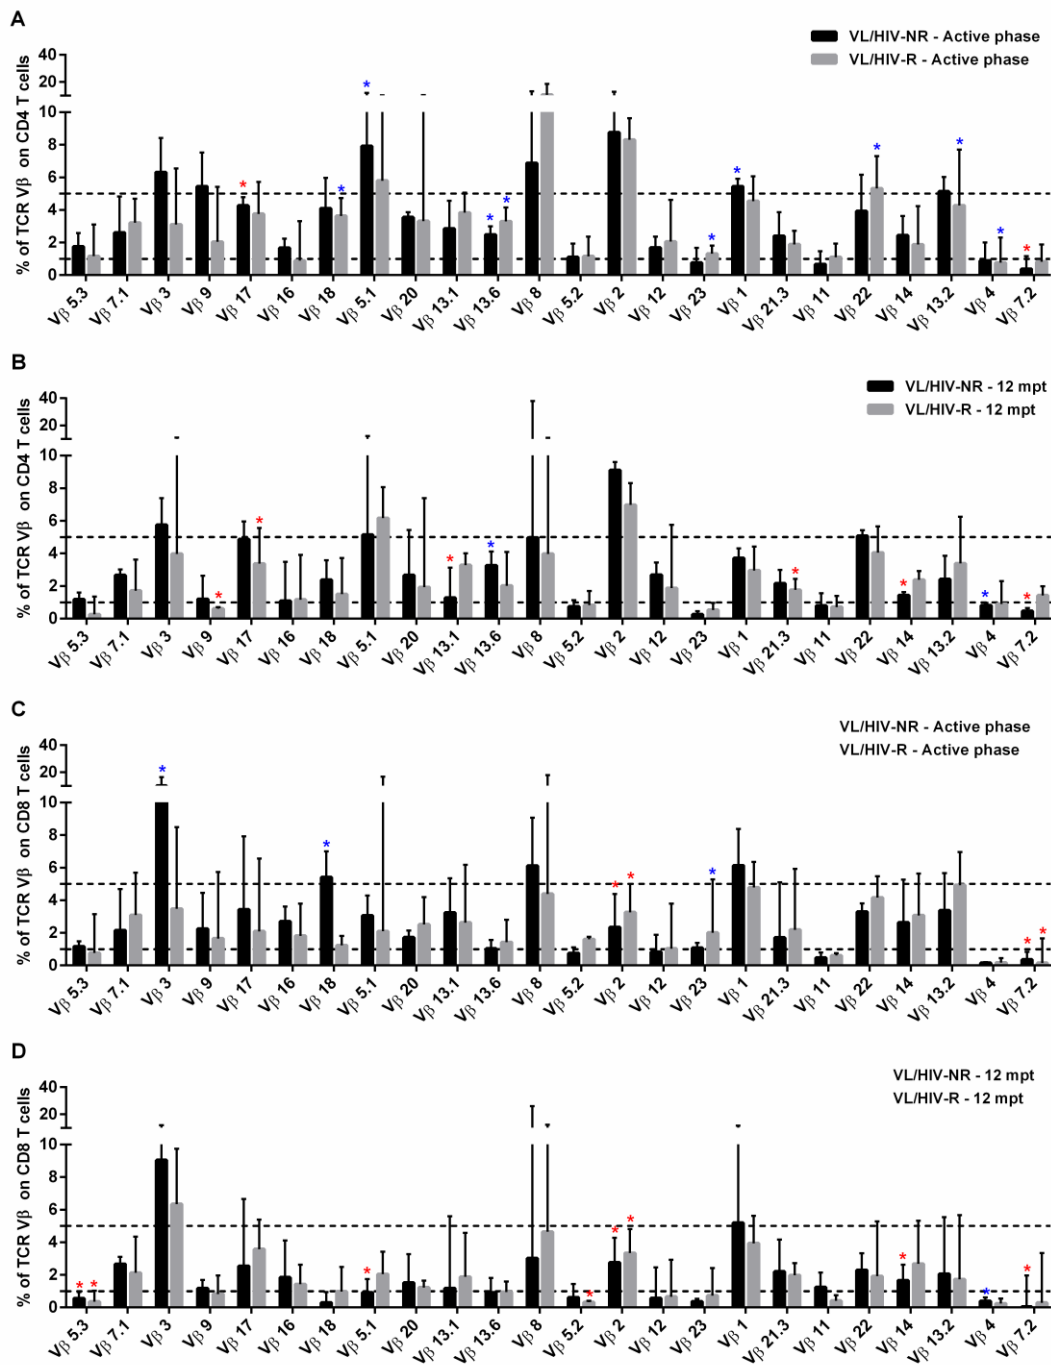 A
VL/HIV-NR - Active phase
VL/HIV-R - Active phase
% of TCR Vβ on CD4 T cells
40
20
10
8
6
4
2
0
* * * * * * * * * * * * *
Vβ 5.3 Vβ 7.1 Vβ 3 Vβ 9 Vβ 17 Vβ 16 Vβ 18 Vβ 5.1 Vβ 20 Vβ 13.1 Vβ 13.6 Vβ 8 Vβ 5.2 Vβ 2 Vβ 12 Vβ 23 Vβ 1 Vβ 21.3 Vβ 11 Vβ 22 Vβ 14 Vβ 13.2 Vβ 4 Vβ 7.2
B
VL/HIV-NR - 12 mpt
VL/HIV-R - 12 mpt
% of TCR Vβ on CD4 T cells
40
20
10
8
6
4
2
0
* * * * * * * *
Vβ 5.3 Vβ 7.1 Vβ 3 Vβ 9 Vβ 17 Vβ 16 Vβ 18 Vβ 5.1 Vβ 20 Vβ 13.1 Vβ 13.6 Vβ 8 Vβ 5.2 Vβ 2 Vβ 12 Vβ 23 Vβ 1 Vβ 21.3 Vβ 11 Vβ 22 Vβ 14 Vβ 13.2 Vβ 4 Vβ 7.2
C
VL/HIV-NR - Active phase
VL/HIV-R - Active phase
% of TCR Vβ on CD8 T cells
40
20
10
8
6
4
2
0
* * * * * * *
Vβ 5.3 Vβ 7.1 Vβ 3 Vβ 9 Vβ 17 Vβ 16 Vβ 18 Vβ 5.1 Vβ 20 Vβ 13.1 Vβ 13.6 Vβ 8 Vβ 5.2 Vβ 2 Vβ 12 Vβ 23 Vβ 1 Vβ 21.3 Vβ 11 Vβ 22 Vβ 14 Vβ 13.2 Vβ 4 Vβ 7.2
D
VL/HIV-NR - 12 mpt
VL/HIV-R - 12 mpt
% of TCR Vβ on CD8 T cells
40
20
10
8
6
4
2
0
* * * * * * * * *
Vβ 5.3 Vβ 7.1 Vβ 3 Vβ 9 Vβ 17 Vβ 16 Vβ 18 Vβ 5.1 Vβ 20 Vβ 13.1 Vβ 13.6 Vβ 8 Vβ 5.2 Vβ 2 Vβ 12 Vβ 23 Vβ 1 Vβ 21.3 Vβ 11 Vβ 22 Vβ 14 Vβ 13.2 Vβ 4 Vβ 7.2